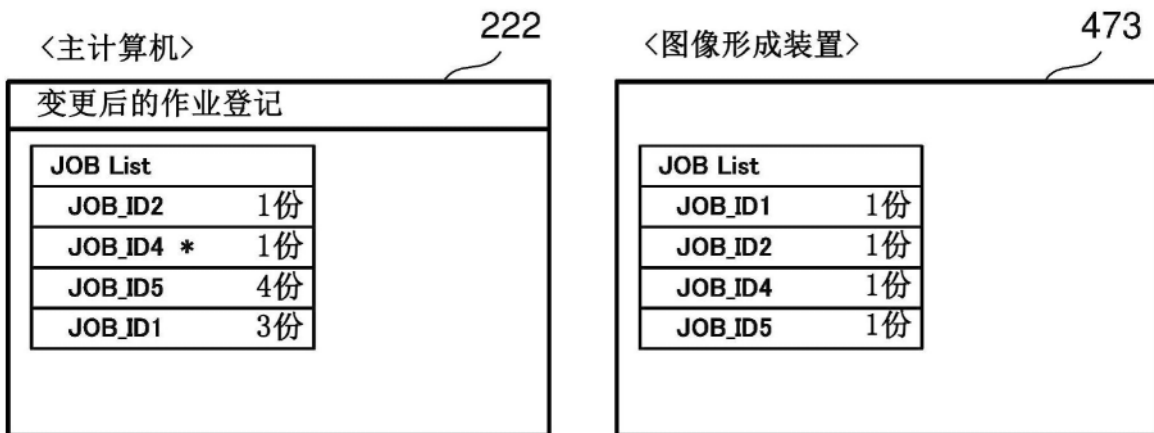 <主计算机>
222
变更后的作业登记
JOB List
JOB_ID2 1份
JOB_ID4 * 1份
JOB_ID5 4份
JOB_ID1 3份
<图像形成装置>
473
JOB List
JOB_ID1 1份
JOB_ID2 1份
JOB_ID4 1份
JOB_ID5 1份